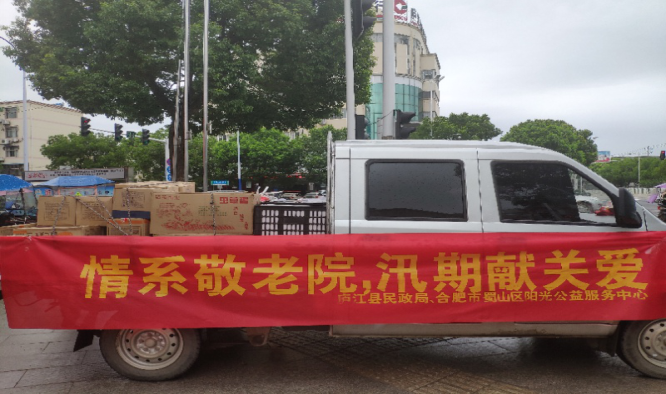 情系敬老院,汛期献关爱
庐江县民政局、合肥市蜀山区阳光公益服务中心